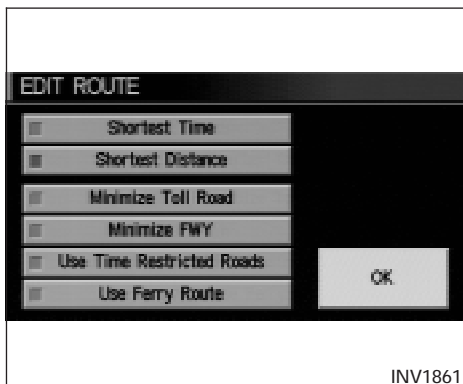 EDIT ROUTE
Shortest Time
Shortest Distance
Minimize Toll Road
Minimize FWY
Use Time Restricted Roads
Use Ferry Route
OK
INV1861